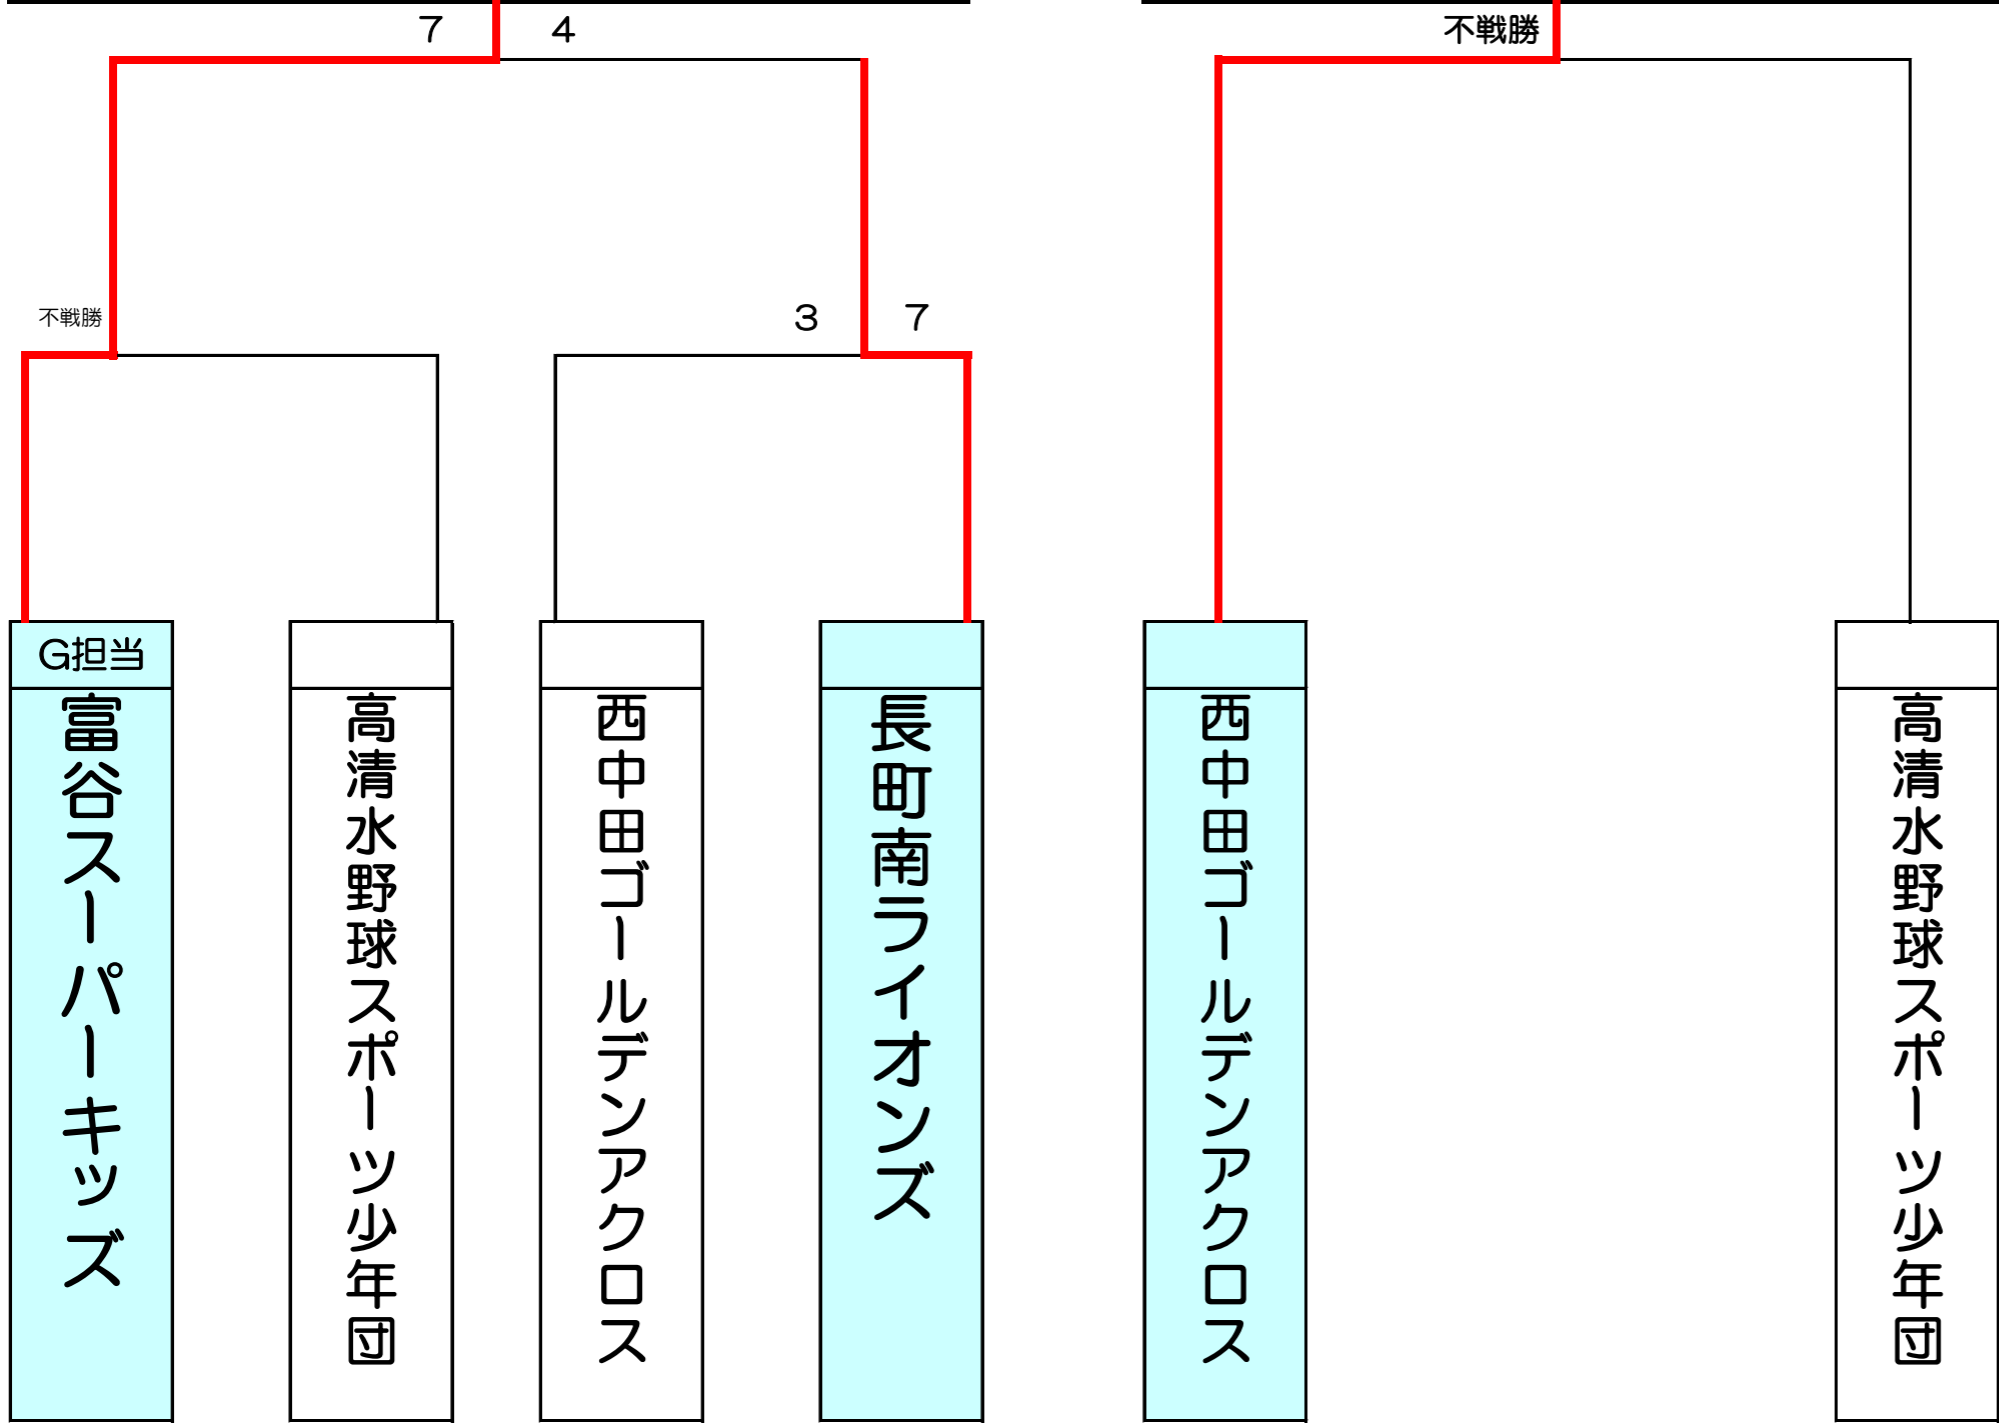 ７ ４
不戦勝
不戦勝
３ ７
G担当
富谷スーパーキッズ
高清水野球スポーツ少年団
西中田ゴールデンアクロス
長町南ライオンズ
西中田ゴールデンアクロス
高清水野球スポーツ少年団